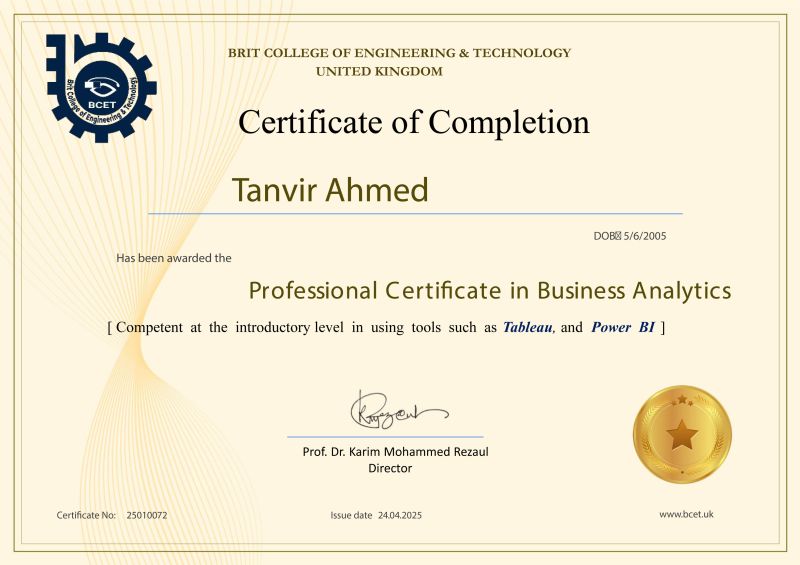 BRIT COLLEGE OF ENGINEERING & TECHNOLOGY
UNITED KINGDOM
Brit College of Engineering & Technology
BCET
Certificate of Completion
Tanvir Ahmed
DOB 5/6/2005
Has been awarded the
Professional Certificate in Business Analytics
[ Competent at the introductory level in using tools such as Tableau, and Power BI ]
Prof. Dr. Karim Mohammed Rezaul
Director
Certificate No: 25010072
Issue date 24.04.2025
www.bcet.uk